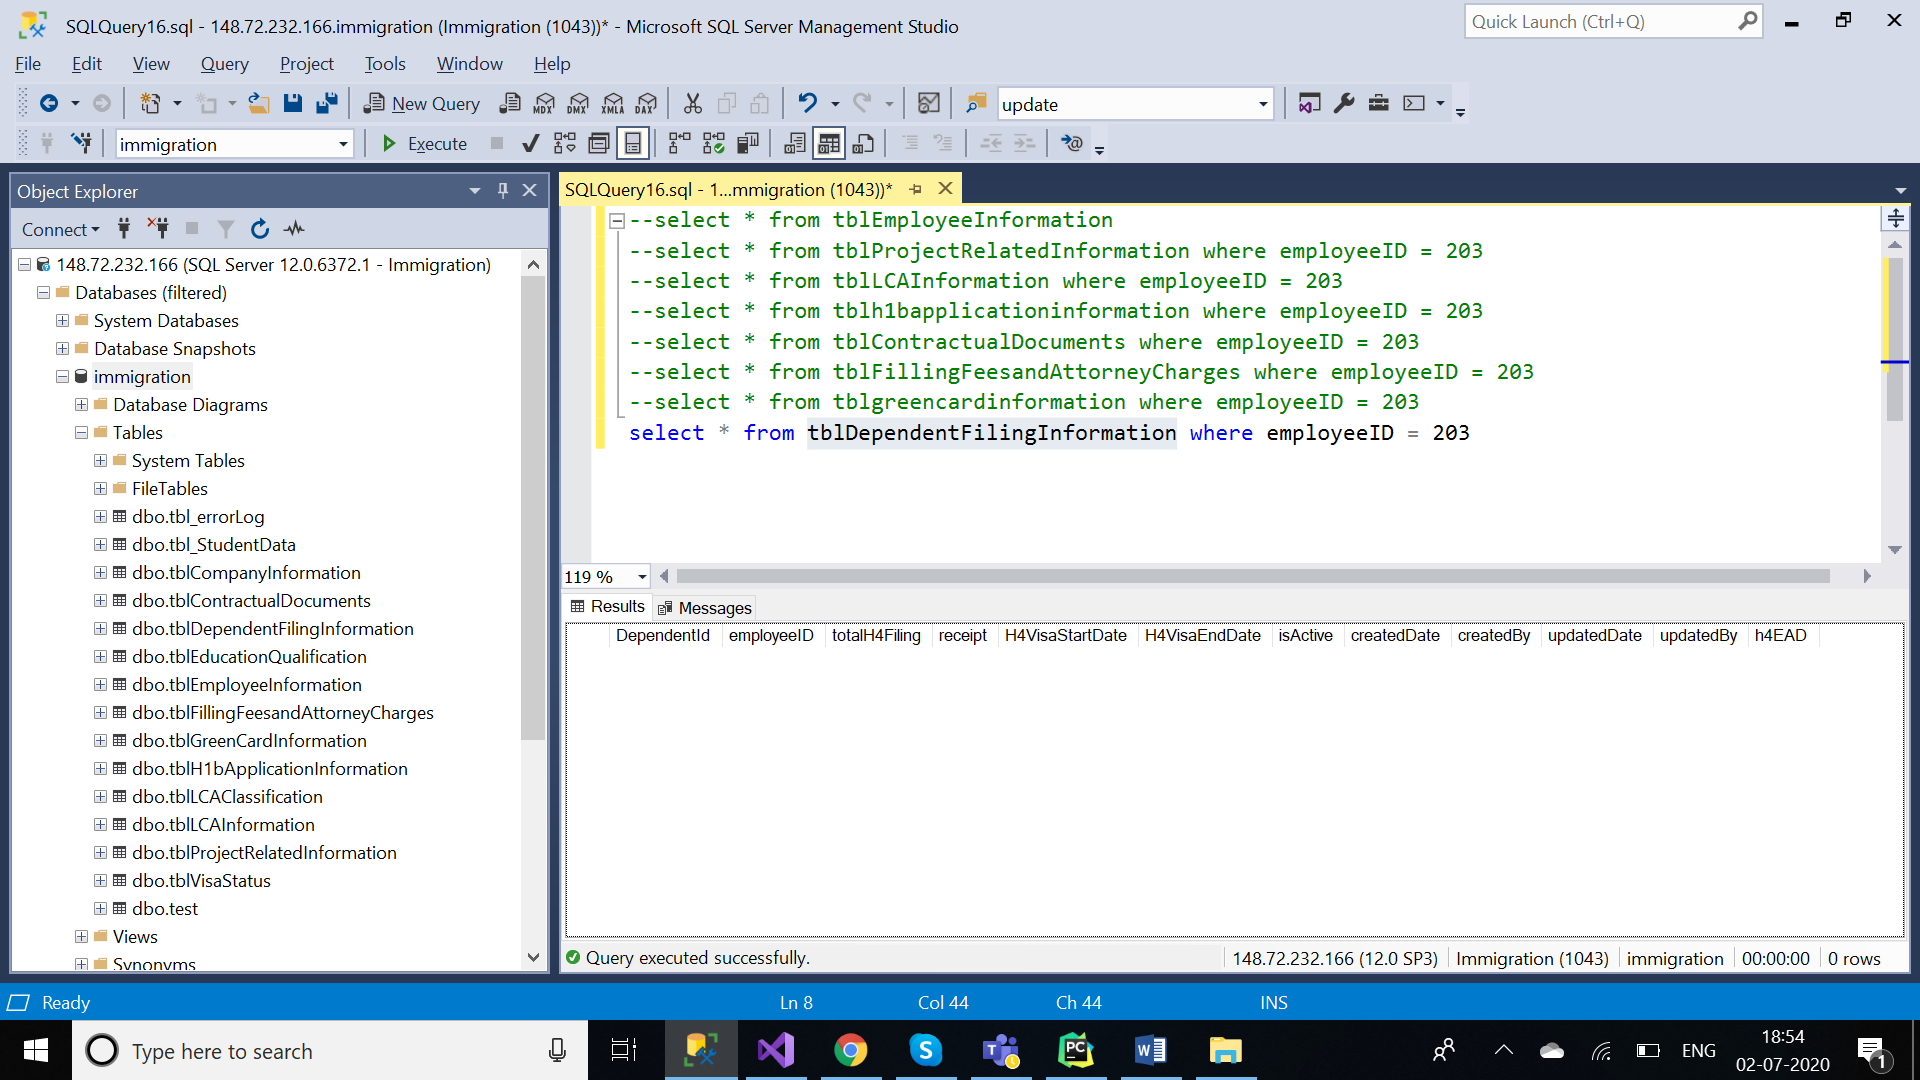 SQLQuery16.sql - 148.72.232.166.immigration (Immigration (1043))* - Microsoft SQL Server Management Studio
Quick Launch (Ctrl+Q)
File Edit View Query Project Tools Window Help
New Query MDX DMX XMLA DAX update
immigration Execute
Object Explorer
Connect
148.72.232.166 (SQL Server 12.0.6372.1 - Immigration)
Databases (filtered)
System Databases
Database Snapshots
immigration
Database Diagrams
Tables
System Tables
FileTables
dbo.tbl_errorLog
dbo.tbl_StudentData
dbo.tblCompanyInformation
dbo.tblContractualDocuments
dbo.tblDependentFilingInformation
dbo.tblEducationQualification
dbo.tblEmployeeInformation
dbo.tblFillingFeesandAttorneyCharges
dbo.tblGreenCardInformation
dbo.tblH1bApplicationInformation
dbo.tblLCAClassification
dbo.tblLCAInformation
dbo.tblProjectRelatedInformation
dbo.tblVisaStatus
dbo.test
Views
Synonyms
SQLQuery16.sql - 1...mmigration (1043))*
--select * from tblEmployeeInformation
--select * from tblProjectRelatedInformation where employeeID = 203
--select * from tblLCAInformation where employeeID = 203
--select * from tblh1bapplicationinformation where employeeID = 203
--select * from tblContractualDocuments where employeeID = 203
--select * from tblFillingFeesandAttorneyCharges where employeeID = 203
--select * from tblgreencardinformation where employeeID = 203
select * from tblDependentFilingInformation where employeeID = 203
119 %
Results Messages
DependentId employeeID totalH4Filing receipt H4VisaStartDate H4VisaEndDate isActive createdDate createdBy updatedDate updatedBy h4EAD
Query executed successfully. 148.72.232.166 (12.0 SP3) Immigration (1043) immigration 00:00:00 0 rows
Ready Ln 8 Col 44 Ch 44 INS
Type here to search
S
PC
W
ENG
18:54
02-07-2020
1